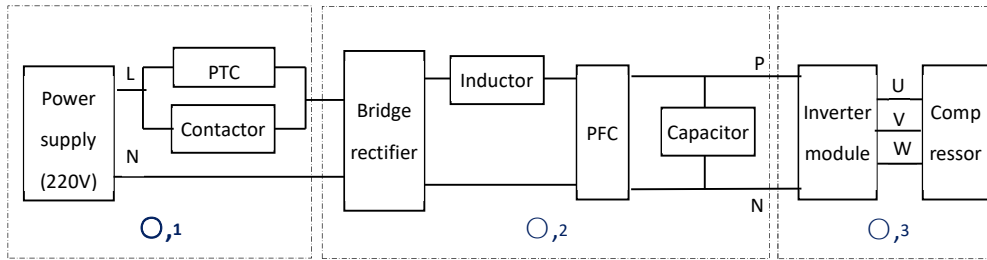 Power
supply
(220V)
L
N
PTC
Contactor
○,1
Bridge
rectifier
Inductor
PFC
Capacitor
P
N
○,2
Inverter
module
U
V
W
Comp
ressor
○,3